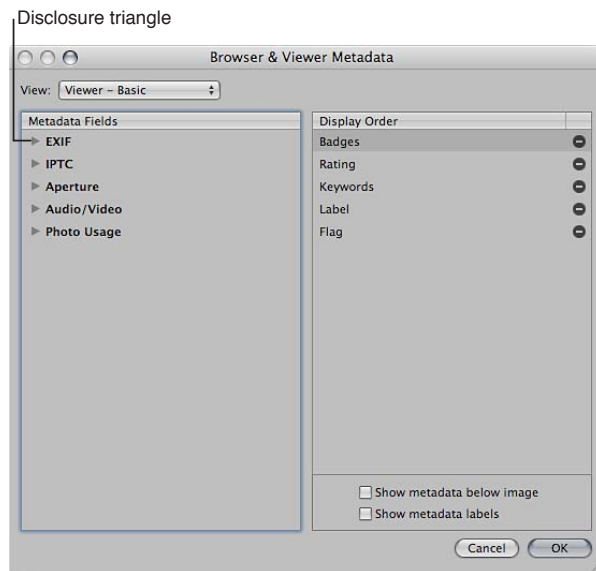 Disclosure triangle
Browser & Viewer Metadata
View: Viewer – Basic
Metadata Fields
EXIF
IPTC
Aperture
Audio/Video
Photo Usage
Display Order
Badges
Rating
Keywords
Label
Flag
Show metadata below image
Show metadata labels
Cancel OK